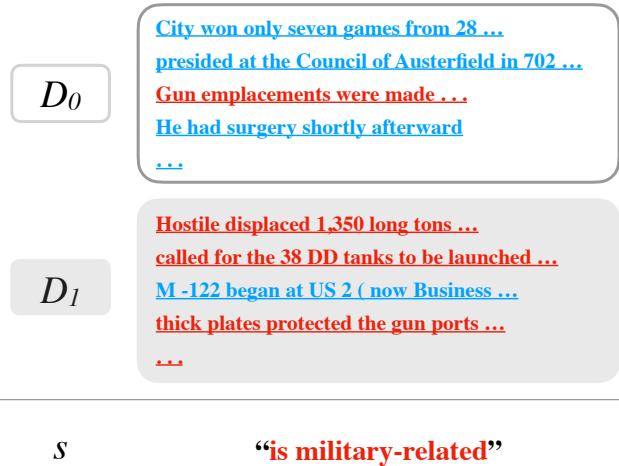 City won only seven games from 28 …
presided at the Council of Austerfield in 702 …
D0
Gun emplacements were made . . .
He had surgery shortly afterward
. . .
Hostile displaced 1,350 long tons …
called for the 38 DD tanks to be launched …
D1
M -122 began at US 2 ( now Business …
thick plates protected the gun ports …
. . .
s
“is military-related”